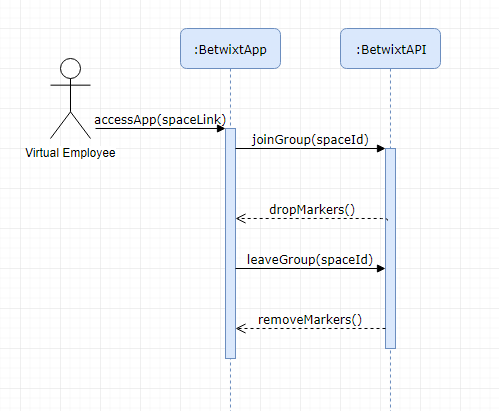 :BetwixtApp
:BetwixtAPI
accessApp(spaceLink)
joinGroup(spaceId)
Virtual Employee
dropMarkers()
leaveGroup(spaceId)
removeMarkers()